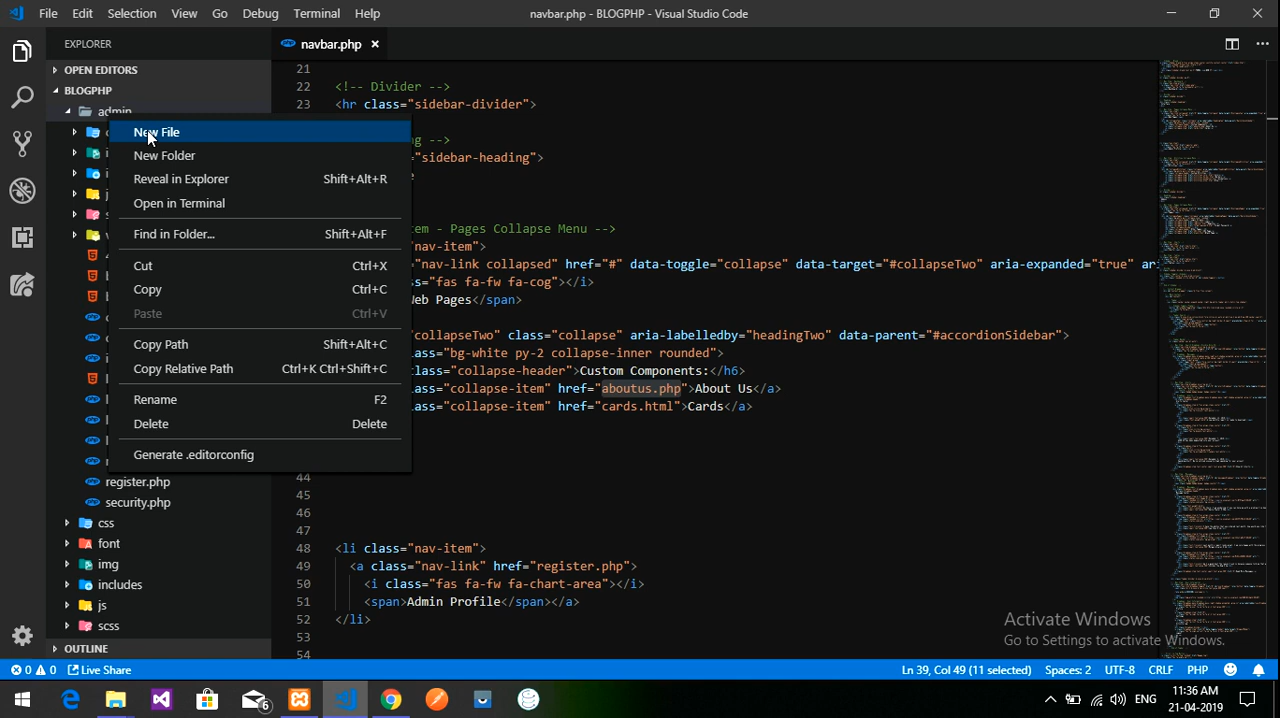 File Edit Selection View Go Debug Terminal Help navbar.php - BLOGPHP - Visual Studio Code
EXPLORER navbar.php
OPEN EDITORS
BLOGPHP
admin
New File
New Folder
Reveal in Explorer Shift+Alt+R
Open in Terminal
Find in Folder... Shift+Alt+F
Cut Ctrl+X
Copy Ctrl+C
Paste Ctrl+V
Copy Path Shift+Alt+C
Copy Relative Path Ctrl+K Ctrl+Shift+C
Rename F2
Delete Delete
Generate .editorconfig
register.php
security.php
css
font
img
includes
js
scss
OUTLINE
21
22 <!-- Divider -->
23 <hr class="sidebar-divider">
ng -->
"sidebar-heading">
e
em - Pages Collapse Menu -->
nav-item">
"nav-link collapsed" href="#" data-toggle="collapse" data-target="#collapseTwo" aria-expanded="true" ar
s="fas fa-fw fa-cog"></i>
eb Pages</span>
collapseTwo" class="collapse" aria-labelledby="headingTwo" data-parent="#accordionSidebar">
ass="bg-white py-2 collapse-inner rounded">
lass="collapse-header">Custom Components:</h6>
ass="collapse-item" href="aboutus.php">About Us</a>
ass="collapse-item" href="cards.html">Cards</a>
44
45
46
47
48 <li class="nav-item">
49 <a class="nav-link" href="register.php">
50 <i class="fas fa-fw fa-chart-area"></i>
51 <span>Admin Profile</span></a>
52 </li>
53
54
Activate Windows
Go to Settings to activate Windows.
0 0 Live Share Ln 39, Col 49 (11 selected) Spaces: 2 UTF-8 CRLF PHP
6 ENG 11:36 AM
21-04-2019